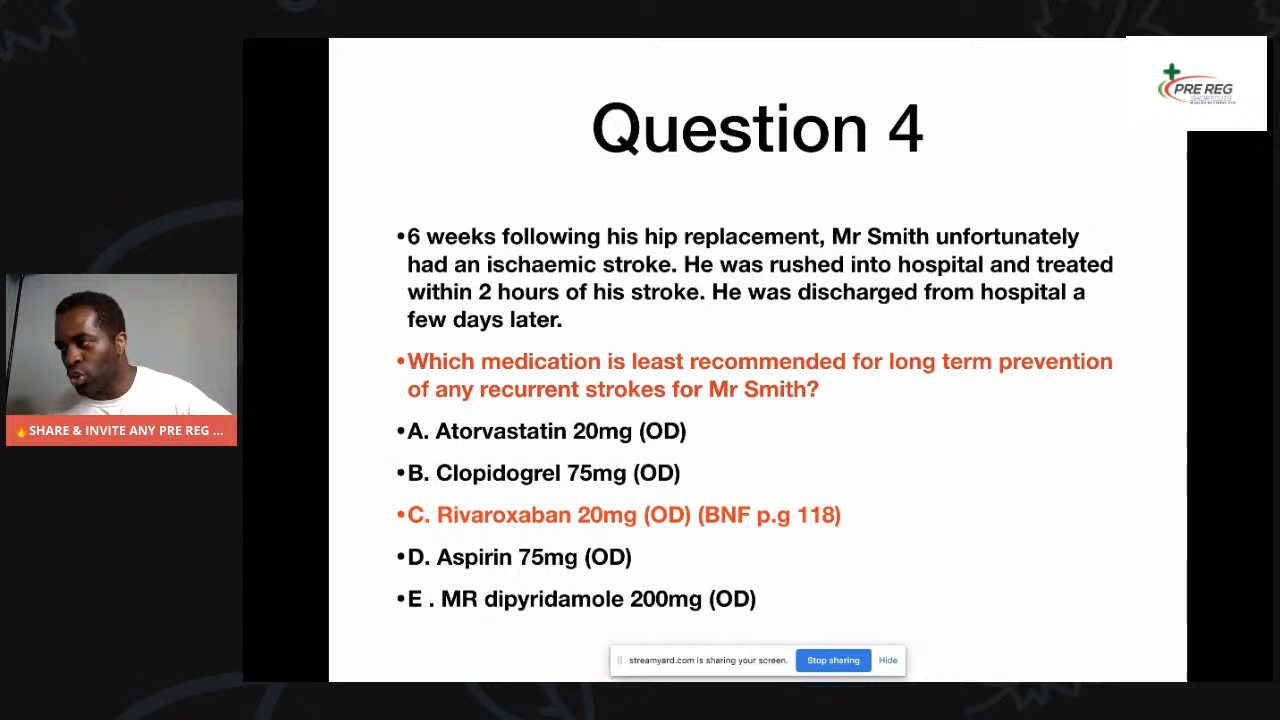 PRE REG
SHORTCUTS
Question 4
•6 weeks following his hip replacement, Mr Smith unfortunately
had an ischaemic stroke. He was rushed into hospital and treated
within 2 hours of his stroke. He was discharged from hospital a
few days later.
•Which medication is least recommended for long term prevention
of any recurrent strokes for Mr Smith?
•A. Atorvastatin 20mg (OD)
•B. Clopidogrel 75mg (OD)
•C. Rivaroxaban 20mg (OD) (BNF p.g 118)
•D. Aspirin 75mg (OD)
•E . MR dipyridamole 200mg (OD)
🔥SHARE & INVITE ANY PRE REG ...
streamyard.com is sharing your screen. Stop sharing Hide